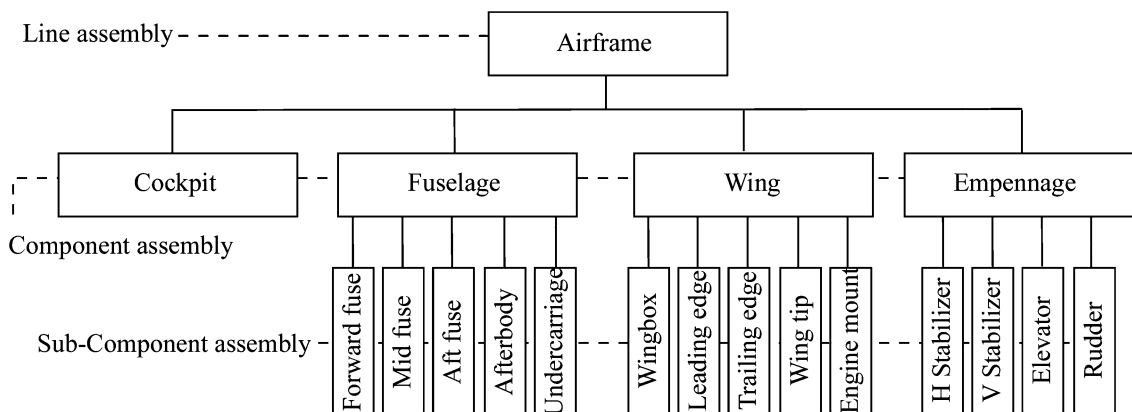 Line assembly
Airframe
Cockpit
Fuselage
Wing
Empennage
Component assembly
Sub-Component assembly
Forward fuse
Mid fuse
Aft fuse
Afterbody
Undercarriage
Wingbox
Leading edge
Trailing edge
Wing tip
Engine mount
H Stabilizer
V Stabilizer
Elevator
Rudder